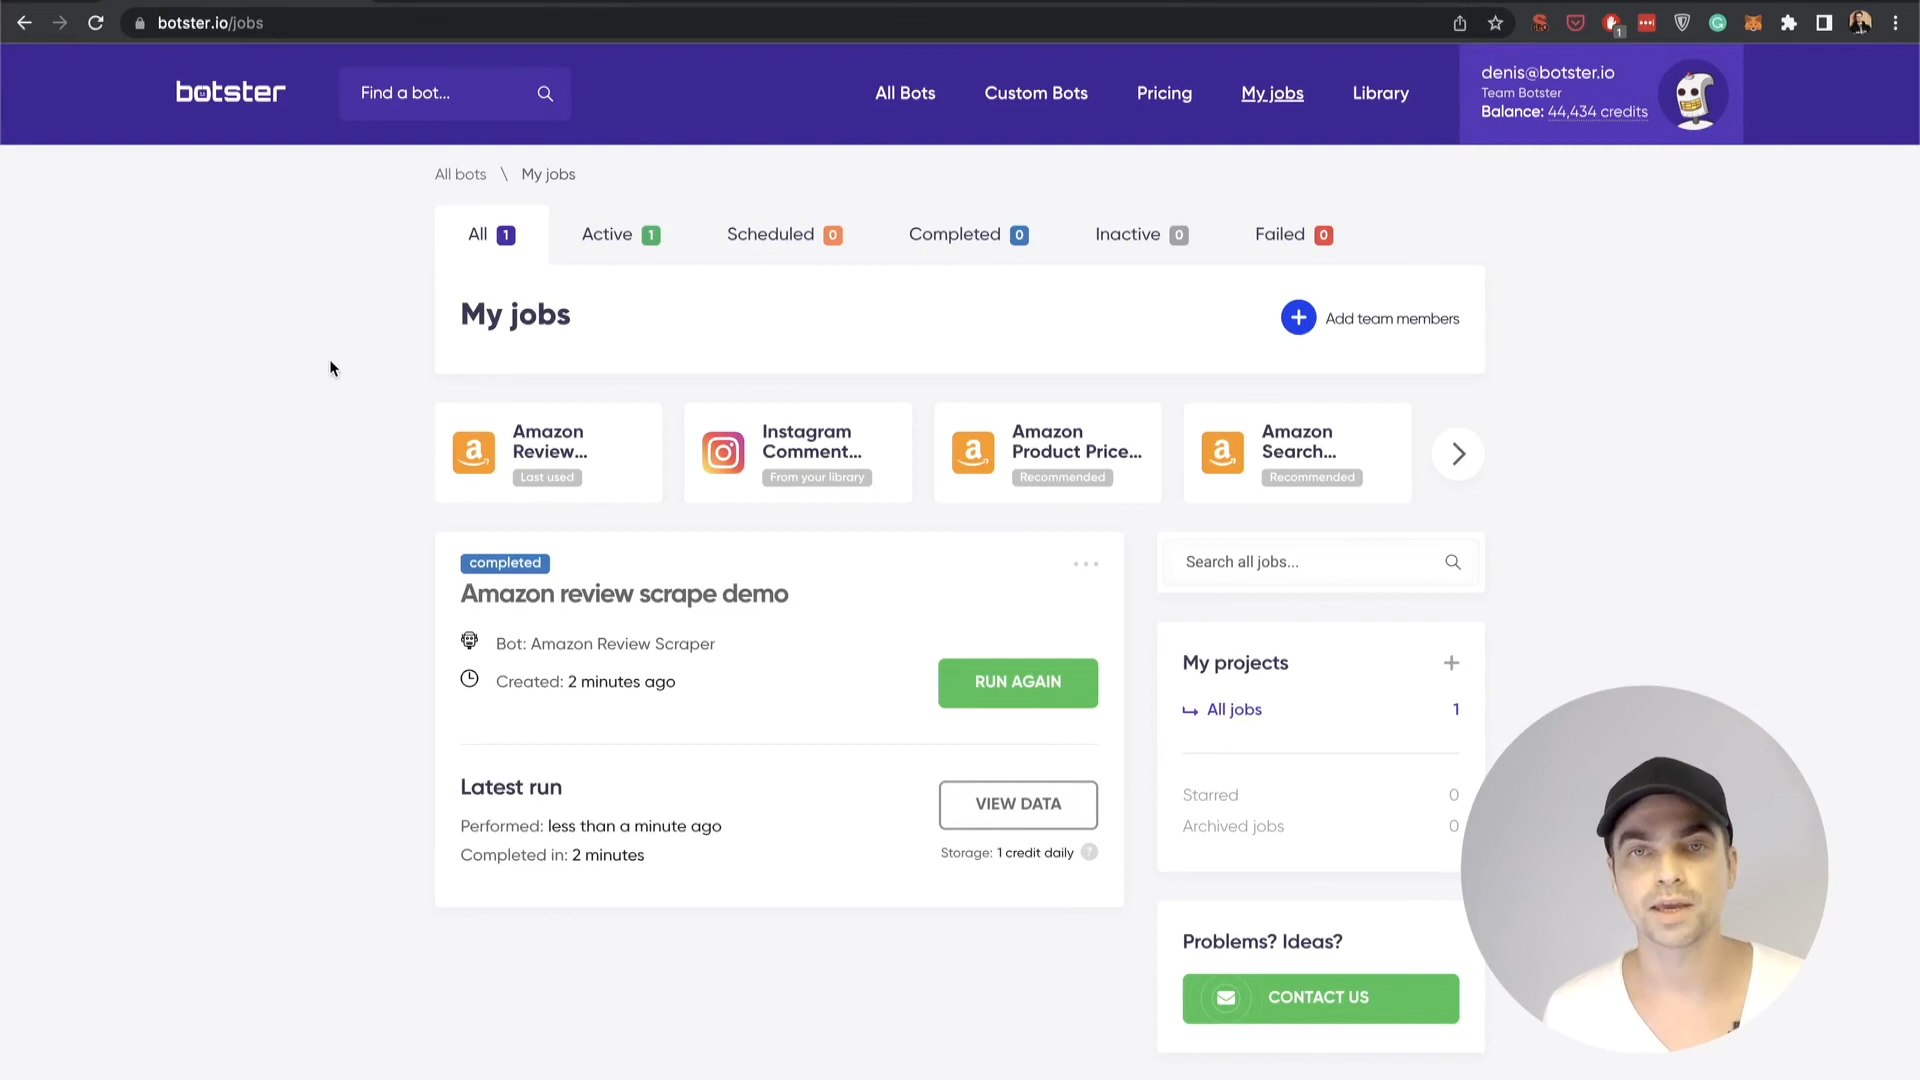 botster.io/jobs
1
botster
Find a bot...
All Bots
Custom Bots
Pricing
My jobs
Library
denis@botster.io
Team Botster
Balance: 44,434 credits
All bots \ My jobs
All 1
Active 1
Scheduled 0
Completed 0
Inactive 0
Failed 0
My jobs
Add team members
Amazon
Review...
Last used
Instagram
Comment...
From your library
Amazon
Product Price...
Recommended
Amazon
Search...
Recommended
completed
Amazon review scrape demo
Bot: Amazon Review Scraper
Created: 2 minutes ago
RUN AGAIN
Latest run
Performed: less than a minute ago
Completed in: 2 minutes
VIEW DATA
Storage: 1 credit daily ?
Search all jobs...
My projects
All jobs 1
Starred 0
Archived jobs 0
Problems? Ideas?
CONTACT US